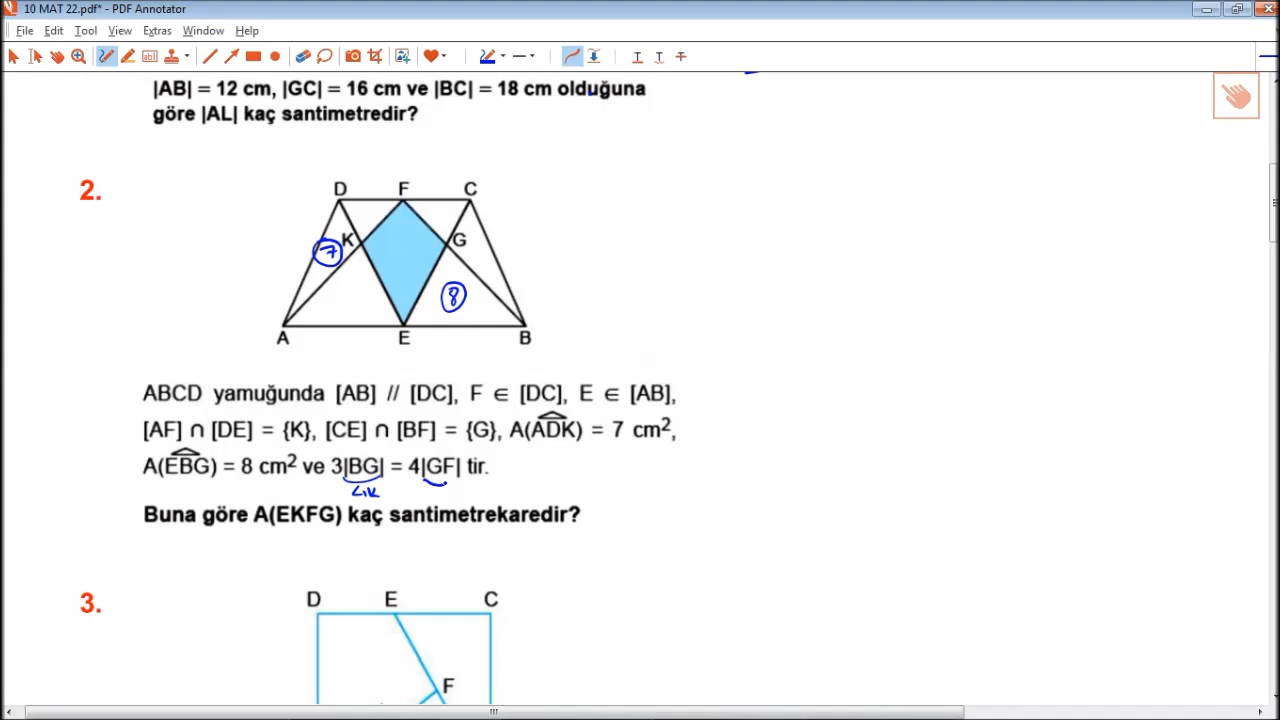 10 MAT 22.pdf* - PDF Annotator
File Edit Tool View Extras Window Help
|AB| = 12 cm, |GC| = 16 cm ve |BC| = 18 cm olduğuna
göre |AL| kaç santimetredir?
2.
D F C
K G
7
8
A E B
ABCD yamuğunda [AB] // [DC], F ∈ [DC], E ∈ [AB],
[AF] ∩ [DE] = {K}, [CE] ∩ [BF] = {G}, A(ADK) = 7 cm²,
A(EBG) = 8 cm² ve 3|BG| = 4|GF| tir.
4k
Buna göre A(EKFG) kaç santimetrekaredir?
3.
D E C
F